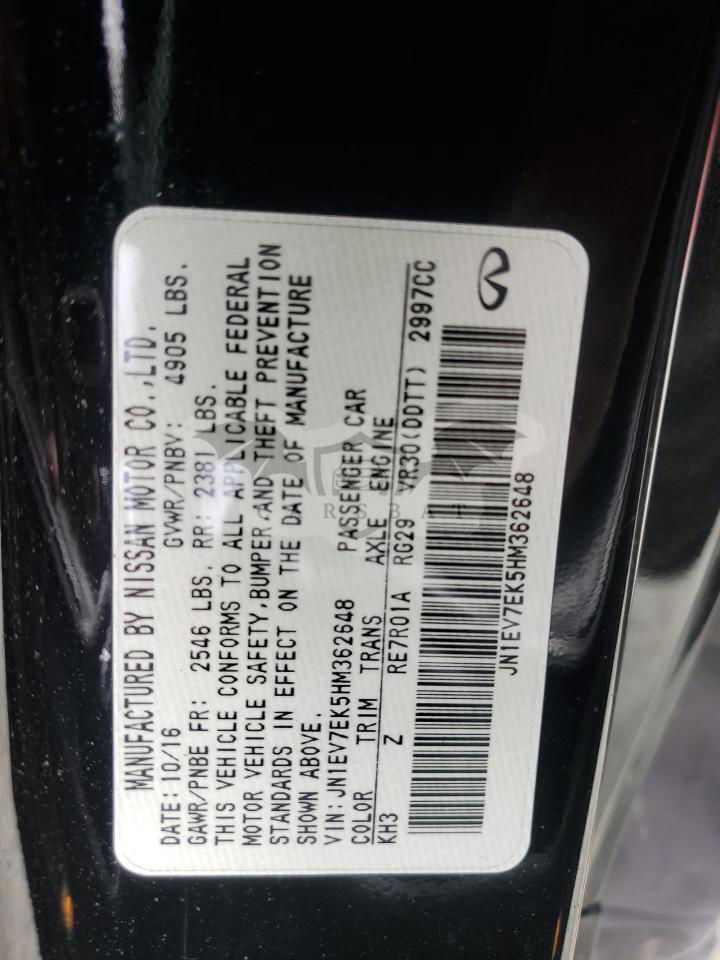 MANUFACTURED BY NISSAN MOTOR CO.,LTD.
DATE: 10/16 GVWR/PNBV: 4905 LBS.
GAWR/PNBE FR: 2546 LBS. RR: 2381 LBS.
THIS VEHICLE CONFORMS TO ALL APPLICABLE FEDERAL
MOTOR VEHICLE SAFETY,BUMPER,AND THEFT PREVENTION
STANDARDS IN EFFECT ON THE DATE OF MANUFACTURE
SHOWN ABOVE.
VIN: JN1EV7EK5HM362648 PASSENGER CAR
COLOR TRIM TRANS AXLE ENGINE
KH3 Z RE7R01A RG29 VR30(DDTT) 2997CC
JN1EV7EK5HM362648